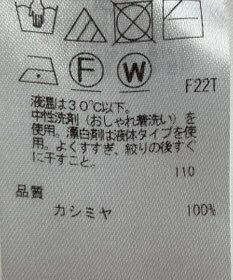 F
W
F22T
液温は30℃以下。
中性洗剤（おしゃれ着洗い）を
使用。漂白剤は液体タイプを使
用。よくすすぎ、絞りの後すぐ
に干すこと。
110
品質
カシミヤ 100%